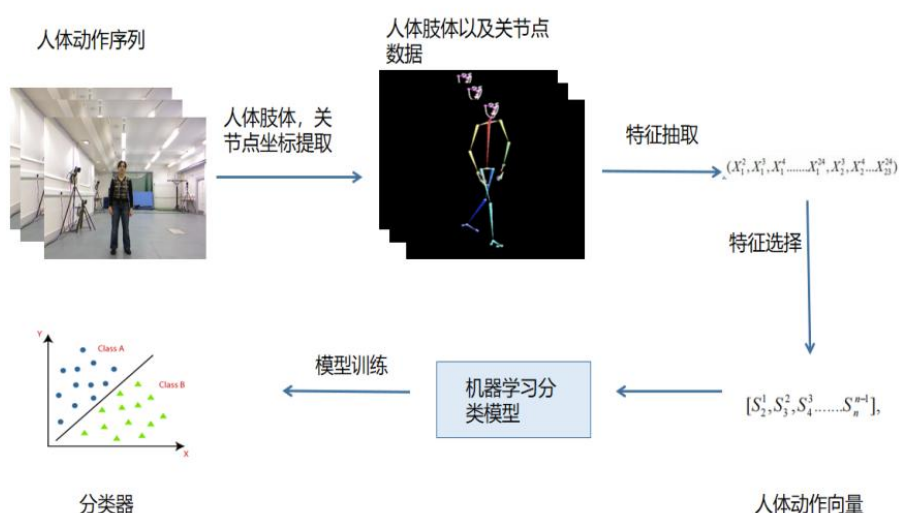 人体动作序列
人体肢体，关
节点坐标提取
人体肢体以及关节点
数据
特征抽取
(X_1^2,X_1^3,X_1^4.......X_1^{24},X_2^3,X_2^4...X_{23}^{24})
特征选择
[S_2^1,S_3^2,S_4^3.......S_n^{n-1}],
人体动作向量
机器学习分
类模型
模型训练
Y
Class A
Class B
X
分类器